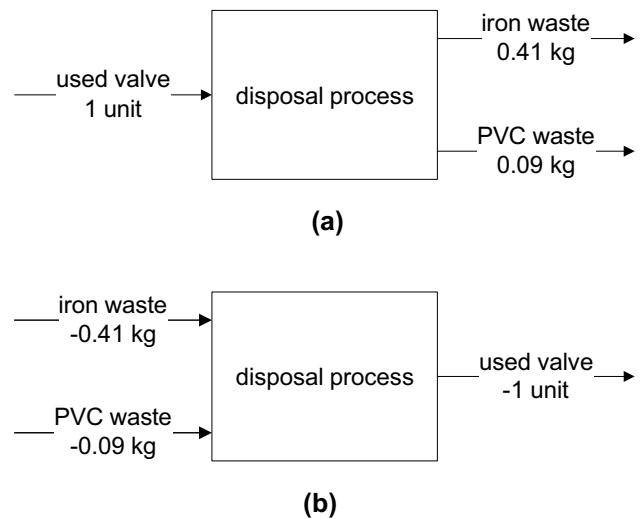 iron waste
0.41 kg
used valve
1 unit
disposal process
PVC waste
0.09 kg
(a)
iron waste
-0.41 kg
disposal process
used valve
-1 unit
PVC waste
-0.09 kg
(b)